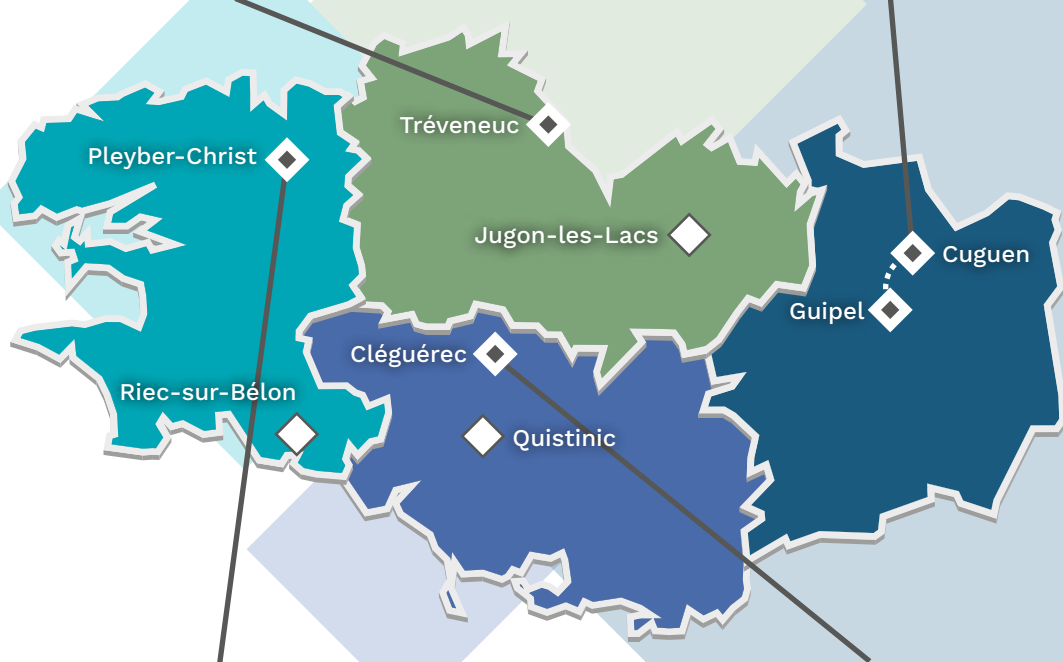 Tréveneuc
Pleyber-Christ
Jugon-les-Lacs
Cuguen
Guipel
Cléguérec
Riec-sur-Bélon
Quistinic